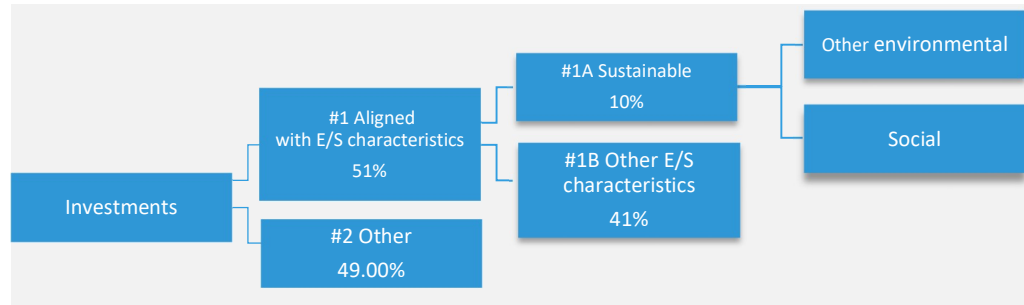 Investments
#1 Aligned
with E/S characteristics
51%
#2 Other
49.00%
#1A Sustainable
10%
#1B Other E/S
characteristics
41%
Other environmental
Social